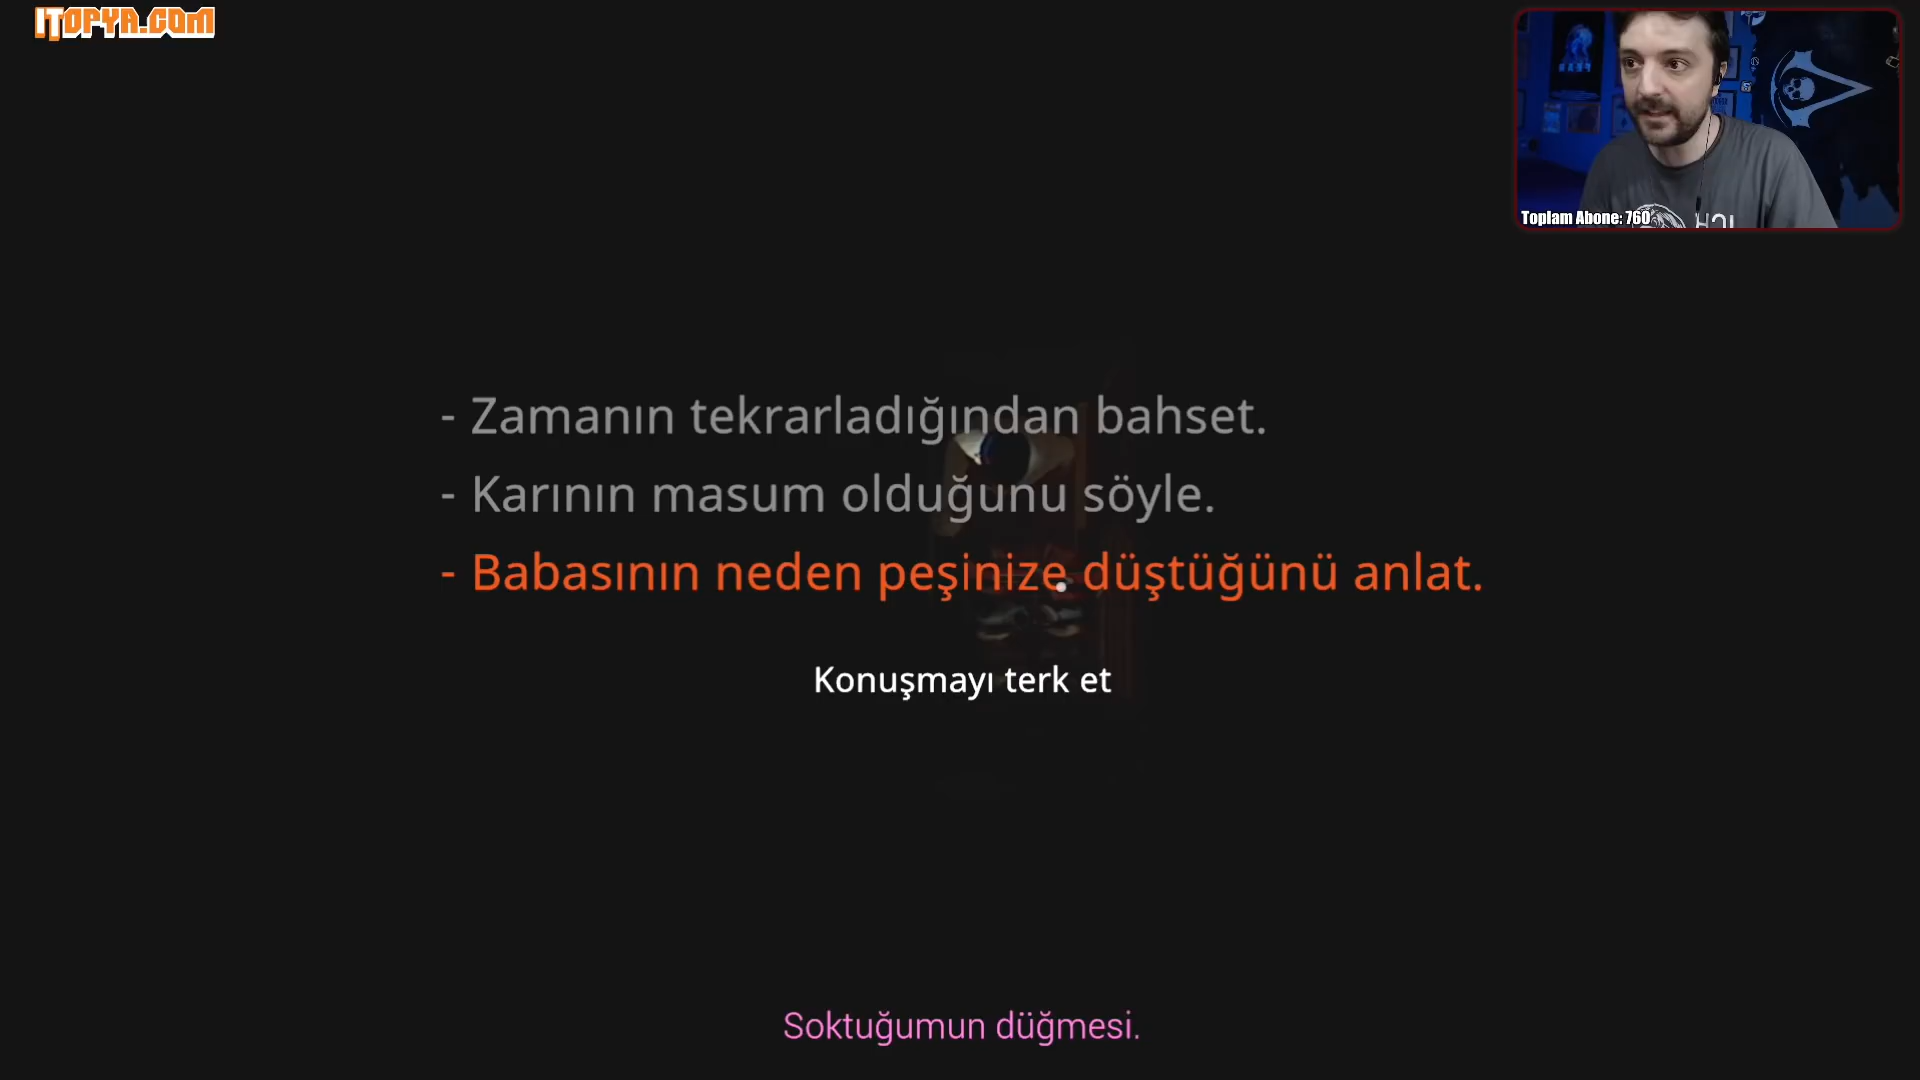 ITOPYA.COM
Toplam Abone: 760
- Zamanın tekrarladığından bahset.
- Karının masum olduğunu söyle.
- Babasının neden peşinize düştüğünü anlat.
Konuşmayı terk et
Soktuğumun düğmesi.